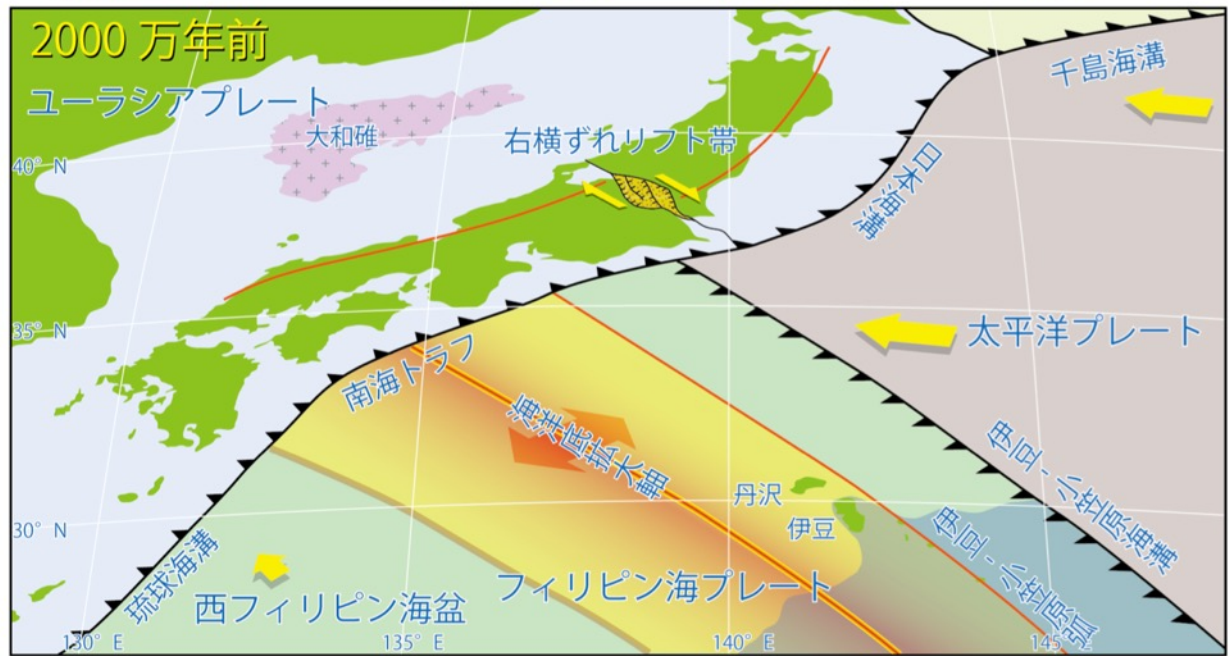 2000 万年前
ユーラシアプレート
大和碓
右横ずれリフト帯
千島海溝
日本海溝
40° N
太平洋プレート
35° N
南海トラフ
海洋底拡大軸
伊豆-小笠原海溝
丹沢
伊豆
伊豆-小笠原弧
30° N
琉球海溝
フィリピン海プレート
西フィリピン海盆
130° E
135° E
140° E
145° E